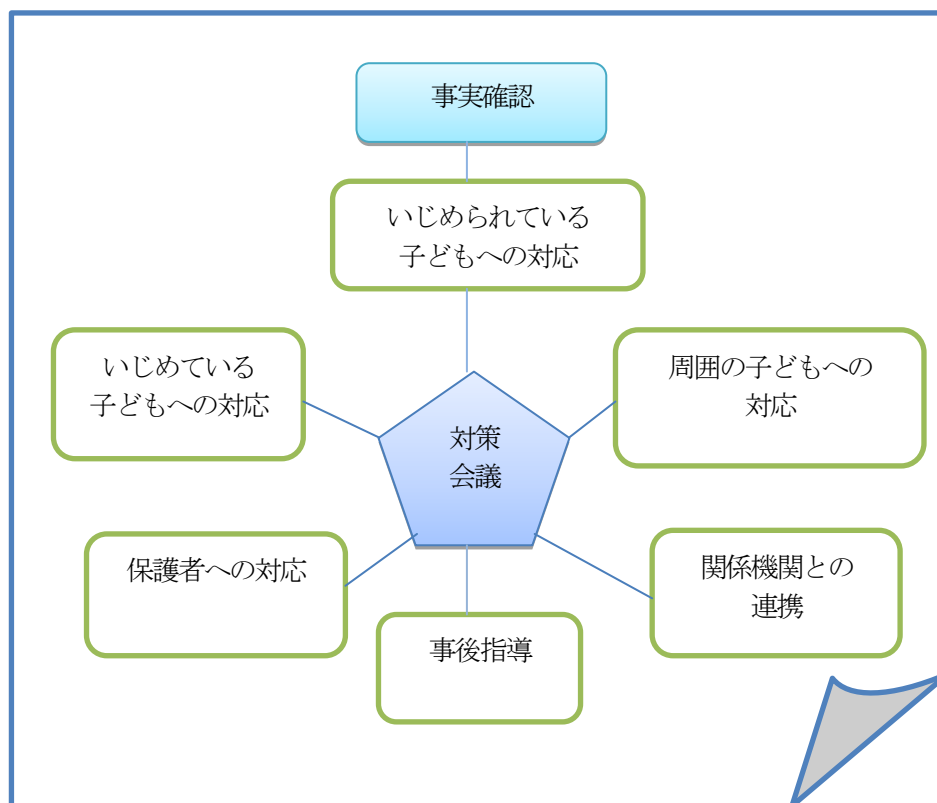 事実確認
いじめられている
子どもへの対応
いじめている
子どもへの対応
周囲の子どもへの
対応
対策
会議
保護者への対応
関係機関との
連携
事後指導